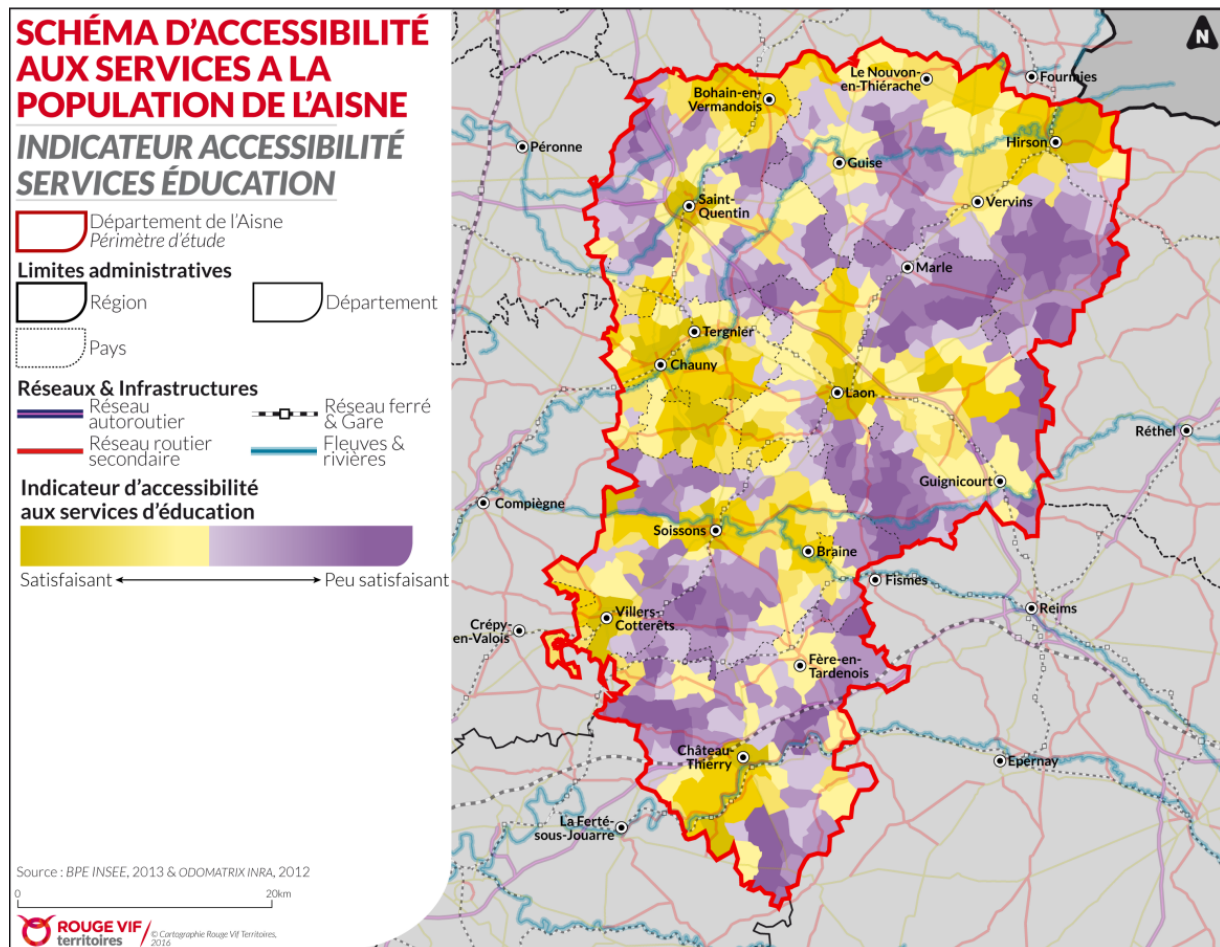 SCHÉMA D'ACCESSIBILITÉ
AUX SERVICES A LA
POPULATION DE L'AISNE
INDICATEUR ACCESSIBILITÉ
SERVICES ÉDUCATION
Département de l'Aisne
Périmètre d'étude
Limites administratives
Région
Département
Pays
Réseaux & Infrastructures
Réseau
autoroutier
Réseau ferré
& Gare
Réseau routier
secondaire
Fleuves &
rivières
Indicateur d'accessibilité
aux services d'éducation
Satisfaisant
Peu satisfaisant
Source : BPE INSEE, 2013 & ODOMATRIX INRA, 2012
0
20km
ROUGE VIF
territoires
© Cartographie Rouge Vif Territoires,
2016
N
Le Nouvon-
en-Thiérache
Fourmies
Bohain-en-
Vermandois
Péronne
Hirson
Guise
Saint-
Quentin
Vervins
Marle
Tergnier
Chauny
Laon
Réthel
Guignicourt
Compiègne
Soissons
Braine
Fismes
Reims
Villers-
Cotterêts
Crépy-
en-Valois
Fère-en-
Tardenois
Château-
Thierry
Epernay
La Ferté-
sous-Jouarre